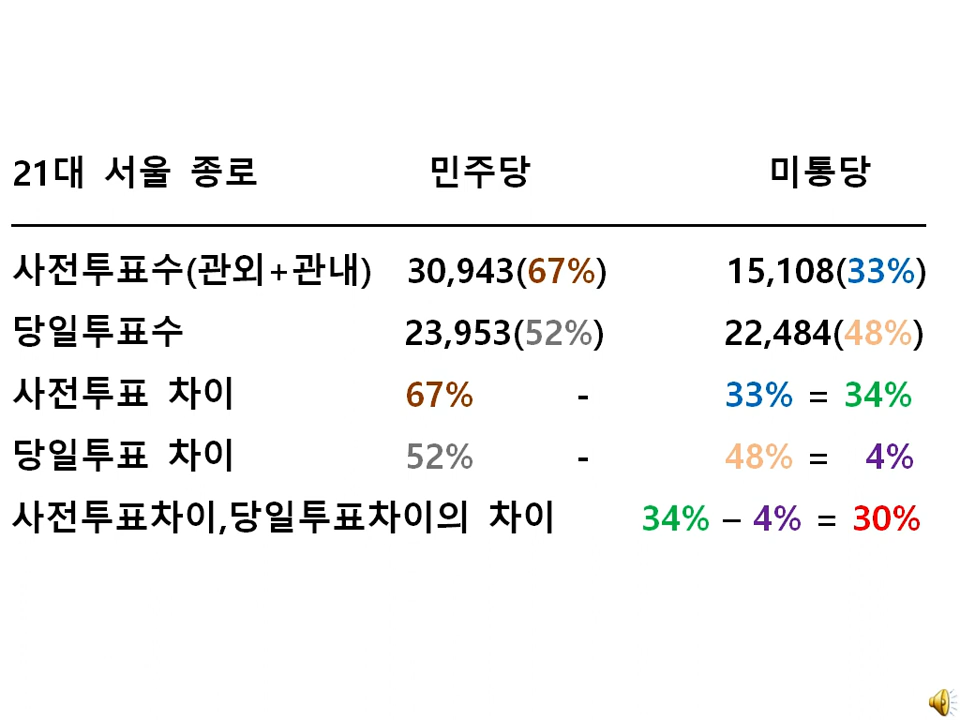 21대 서울 종로 민주당 미통당
사전투표수(관외+관내) 30,943(67%) 15,108(33%)
당일투표수 23,953(52%) 22,484(48%)
사전투표 차이 67% - 33% = 34%
당일투표 차이 52% - 48% = 4%
사전투표차이,당일투표차이의 차이 34% – 4% = 30%